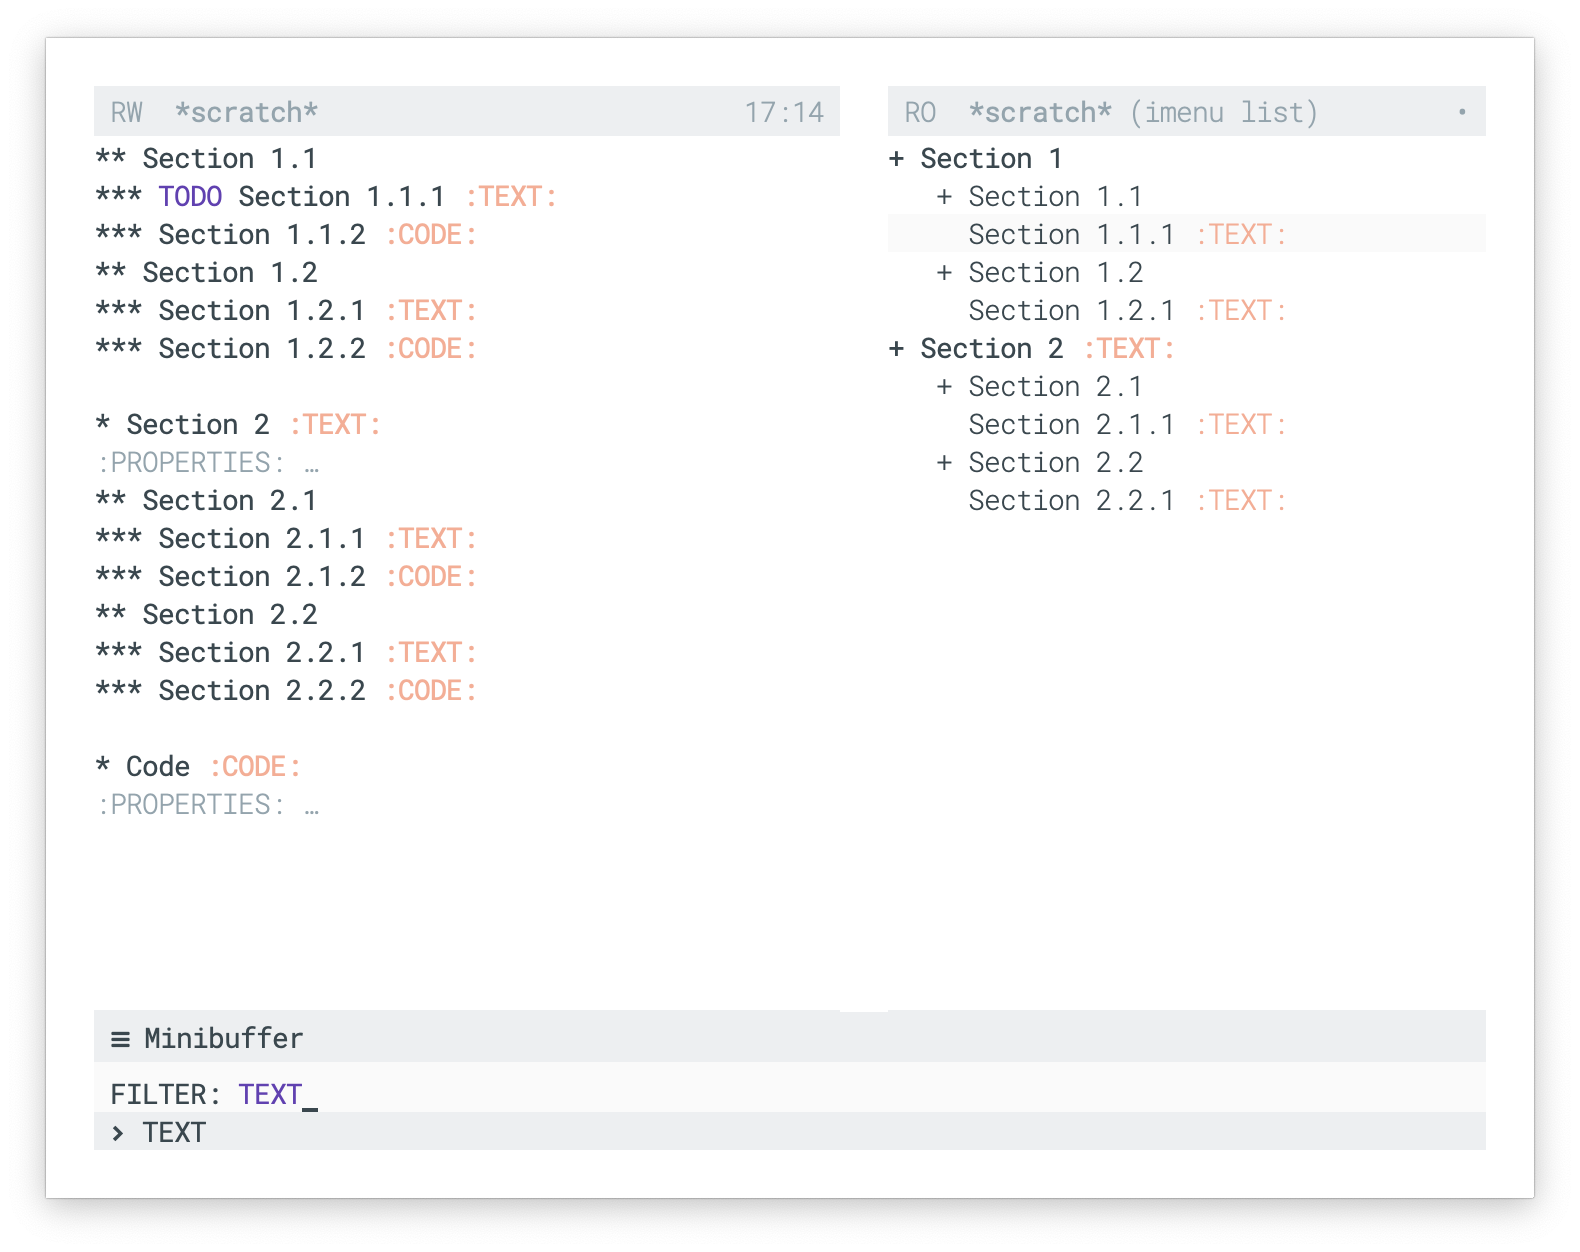 RW *scratch* 17:14
** Section 1.1
*** TODO Section 1.1.1 :TEXT:
*** Section 1.1.2 :CODE:
** Section 1.2
*** Section 1.2.1 :TEXT:
*** Section 1.2.2 :CODE:
* Section 2 :TEXT:
:PROPERTIES: …
** Section 2.1
*** Section 2.1.1 :TEXT:
*** Section 2.1.2 :CODE:
** Section 2.2
*** Section 2.2.1 :TEXT:
*** Section 2.2.2 :CODE:
* Code :CODE:
:PROPERTIES: …
RO *scratch* (imenu list) •
+ Section 1
+ Section 1.1
Section 1.1.1 :TEXT:
+ Section 1.2
Section 1.2.1 :TEXT:
+ Section 2 :TEXT:
+ Section 2.1
Section 2.1.1 :TEXT:
+ Section 2.2
Section 2.2.1 :TEXT:
≡ Minibuffer
FILTER: TEXT_
> TEXT